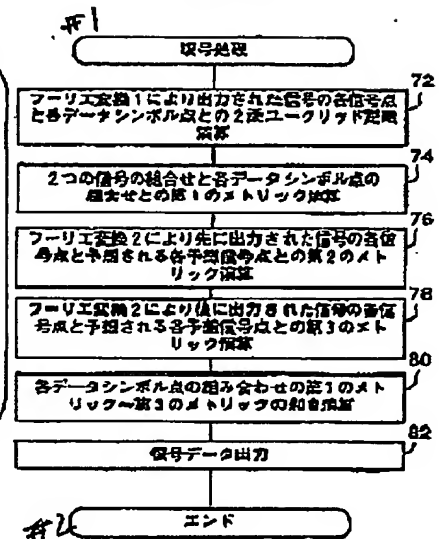 #1
復号処理
72
フーリエ変換1により出力された信号の各信号点
と各データシンボル点との2乗ユークリッド距離
演算
74
2つの信号の組合せと各データシンボル点の
組合せとの第1のメトリック演算
76
フーリエ変換2により先に出力された信号の各信
号点と予想される各予想信号点との第2のメト
リック演算
78
フーリエ変換2により後に出力された信号の各信
号点と予想される各予想信号点との第3のメト
リック演算
80
各データシンボル点の組み合わせの第1のメト
リック〜第3のメトリックの和を演算
82
復号データ出力
#2
エンド